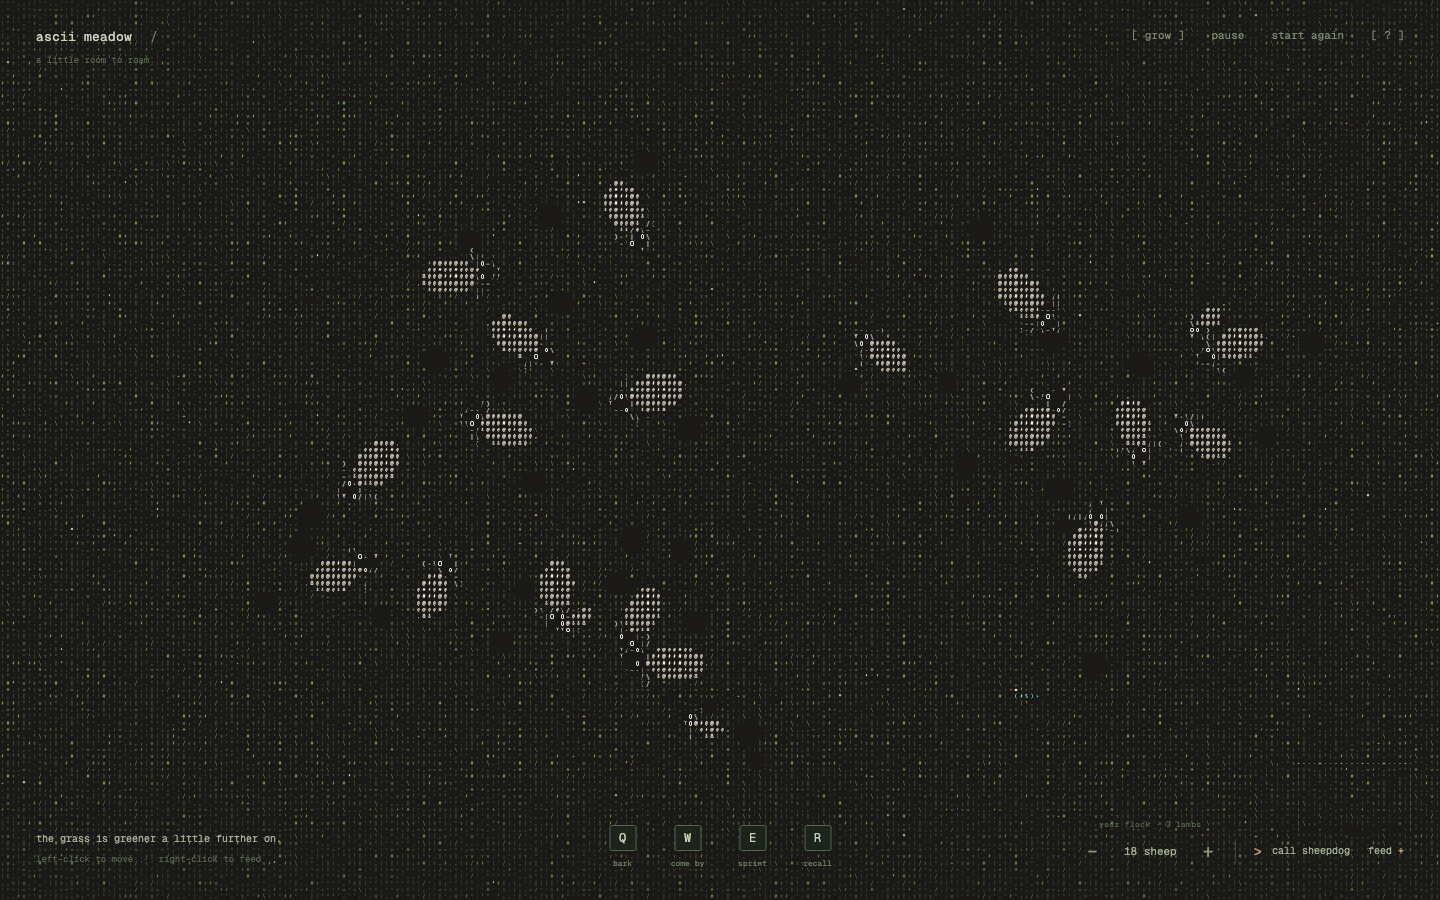 ascii meadow /
a little room to roam
[ grow ] pause start again [ ? ]
the grass is greener a little further on.
left-click to move · right-click to feed
Q W E R
bark come by sprint recall
your flock · 3 lambs
− 18 sheep +
> call sheepdog feed +